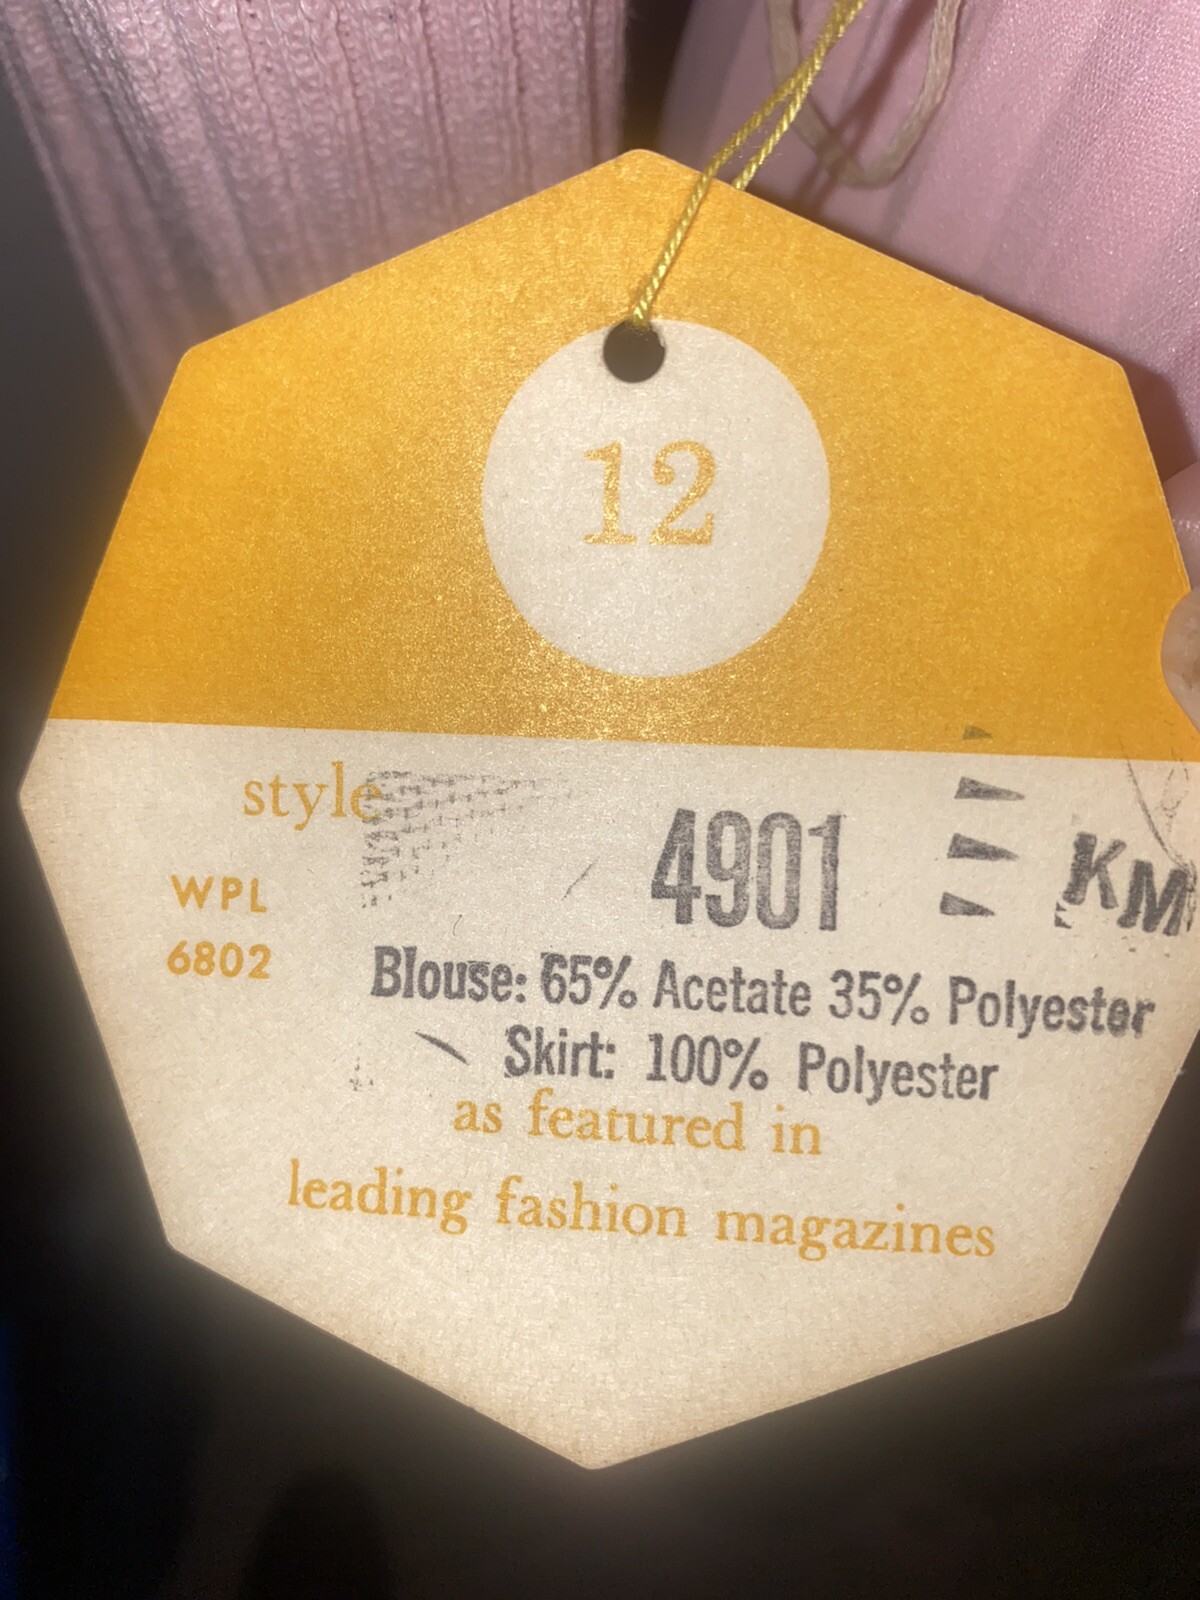 12
style
4901 KM
WPL
6802
Blouse: 65% Acetate 35% Polyester
Skirt: 100% Polyester
as featured in
leading fashion magazines